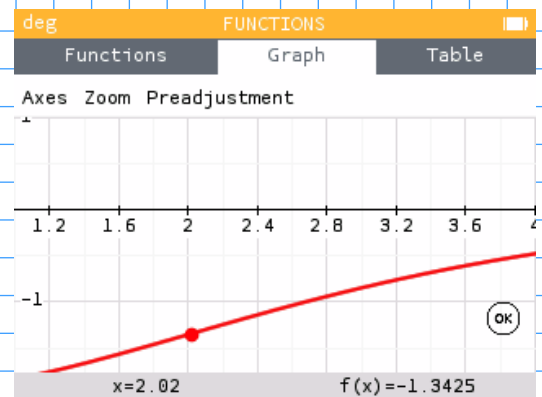 deg FUNCTIONS
Functions Graph Table
Axes Zoom Preadjustment
1
1.2 1.6 2 2.4 2.8 3.2 3.6 4
-1
OK
x=2.02 f(x)=-1.3425